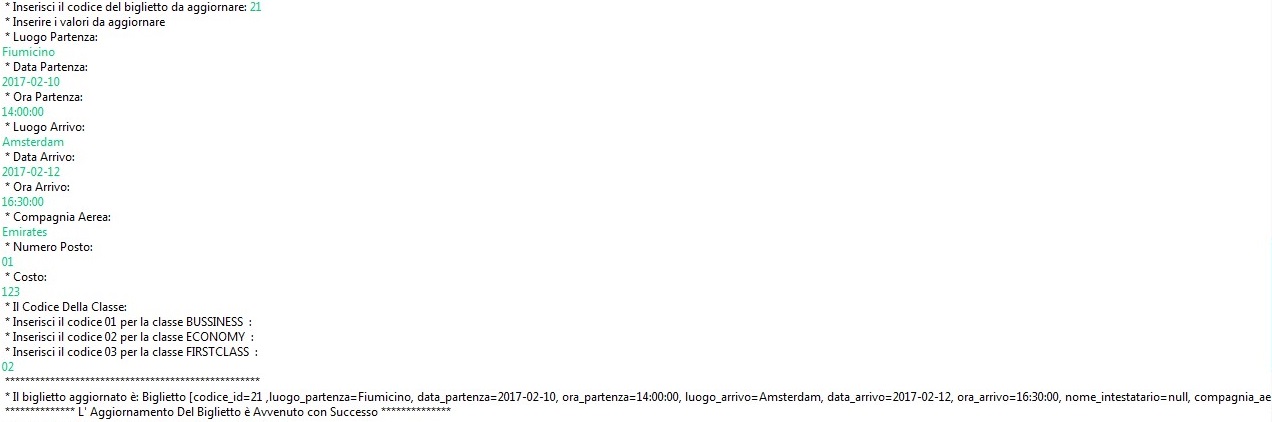 * Inserisci il codice del biglietto da aggiornare: 21
* Inserire i valori da aggiornare
* Luogo Partenza:
Fiumicino
* Data Partenza:
2017-02-10
* Ora Partenza:
14:00:00
* Luogo Arrivo:
Amsterdam
* Data Arrivo:
2017-02-12
* Ora Arrivo:
16:30:00
* Compagnia Aerea:
Emirates
* Numero Posto:
01
* Costo:
123
* Il Codice Della Classe:
* Inserisci il codice 01 per la classe BUSSINESS :
* Inserisci il codice 02 per la classe ECONOMY :
* Inserisci il codice 03 per la classe FIRSTCLASS :
02
***************************************************
* Il biglietto aggiornato è: Biglietto [codice_id=21 ,luogo_partenza=Fiumicino, data_partenza=2017-02-10, ora_partenza=14:00:00, luogo_arrivo=Amsterdam, data_arrivo=2017-02-12, ora_arrivo=16:30:00, nome_intestatario=null, compagnia_ae
************** L' Aggiornamento Del Biglietto è Avvenuto con Successo **************